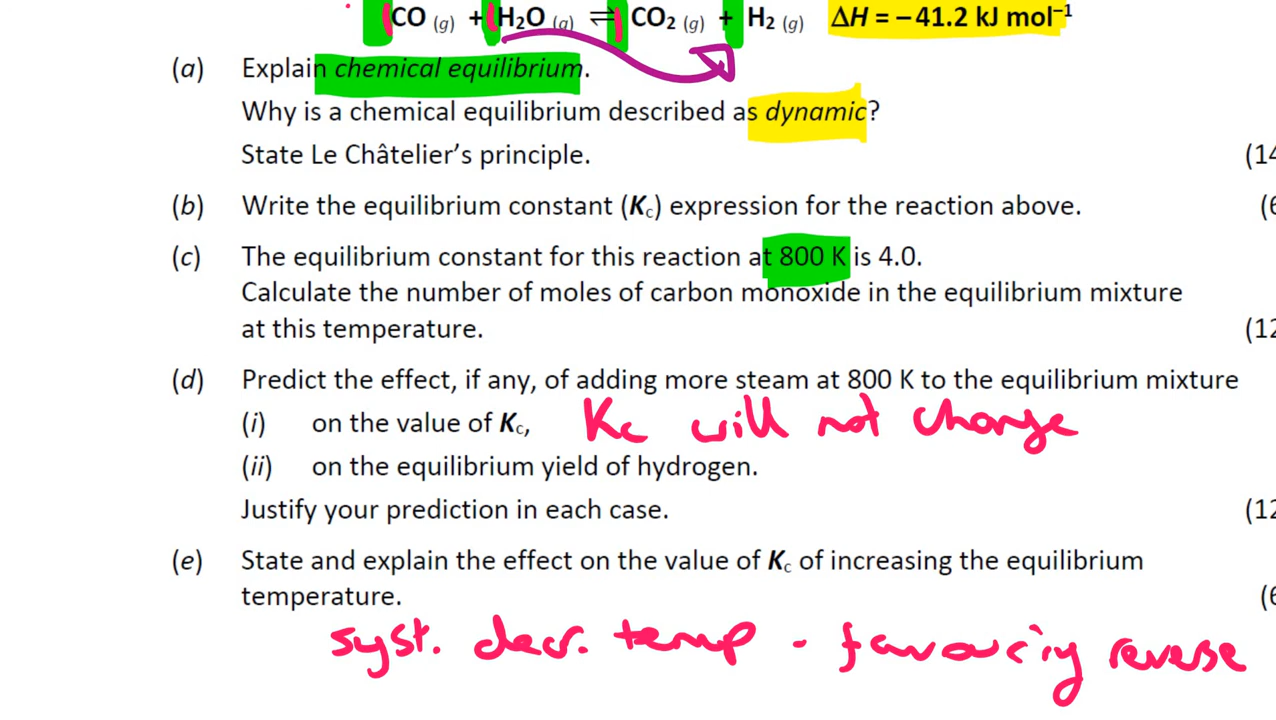 CO (g) + H₂O (g) ⇌ CO₂ (g) + H₂ (g) ΔH = – 41.2 kJ mol⁻¹
(a) Explain chemical equilibrium.
Why is a chemical equilibrium described as dynamic?
State Le Châtelier's principle. (14
(b) Write the equilibrium constant (Kc) expression for the reaction above. (6
(c) The equilibrium constant for this reaction at 800 K is 4.0.
Calculate the number of moles of carbon monoxide in the equilibrium mixture
at this temperature. (12
(d) Predict the effect, if any, of adding more steam at 800 K to the equilibrium mixture
(i) on the value of Kc, Kc will not change
(ii) on the equilibrium yield of hydrogen.
Justify your prediction in each case. (12
(e) State and explain the effect on the value of Kc of increasing the equilibrium
temperature. (6
syst. decr. temp - favouring reverse